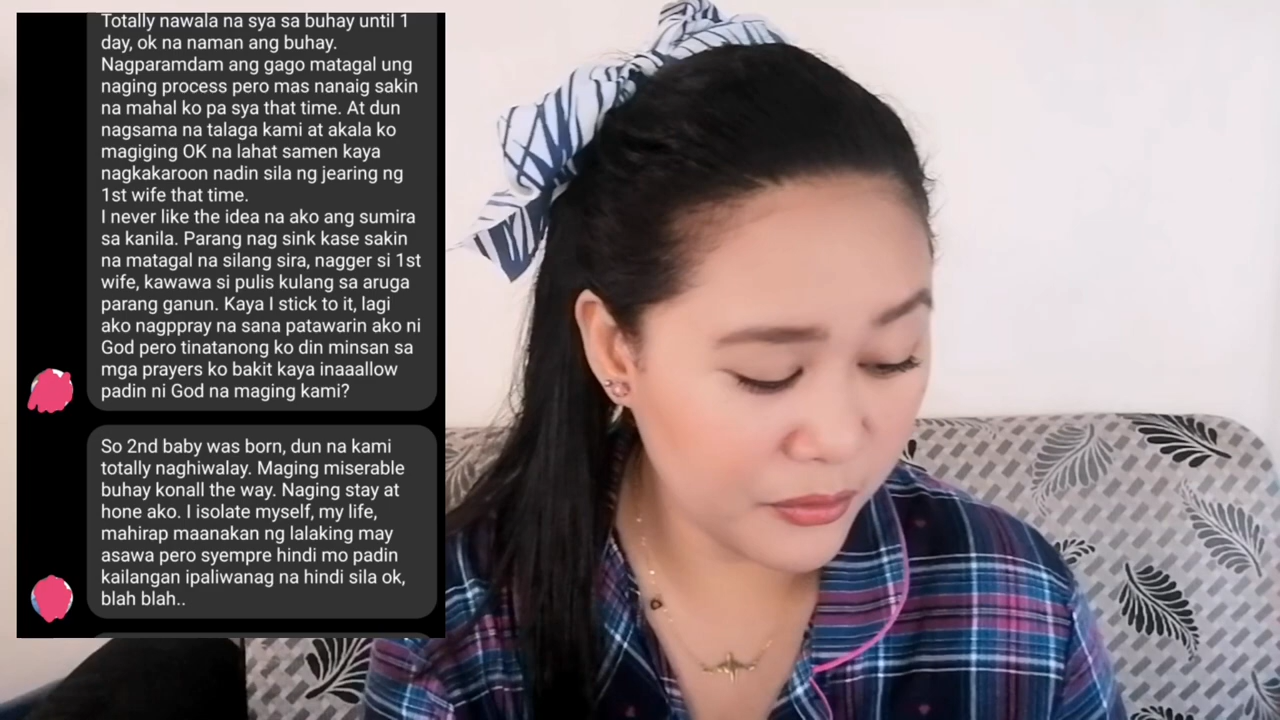 Totally nawala na sya sa buhay until 1
day, ok na naman ang buhay.
Nagparamdam ang gago matagal ung
naging process pero mas nanaig sakin
na mahal ko pa sya that time. At dun
nagsama na talaga kami at akala ko
magiging OK na lahat samen kaya
nagkakaroon nadin sila ng jearing ng
1st wife that time.
I never like the idea na ako ang sumira
sa kanila. Parang nag sink kase sakin
na matagal na silang sira, nagger si 1st
wife, kawawa si pulis kulang sa aruga
parang ganun. Kaya I stick to it, lagi
ako nagppray na sana patawarin ako ni
God pero tinatanong ko din minsan sa
mga prayers ko bakit kaya inaaallow
padin ni God na maging kami?
So 2nd baby was born, dun na kami
totally naghiwalay. Maging miserable
buhay konall the way. Naging stay at
hone ako. I isolate myself, my life,
mahirap maanakan ng lalaking may
asawa pero syempre hindi mo padin
kailangan ipaliwanag na hindi sila ok,
blah blah..